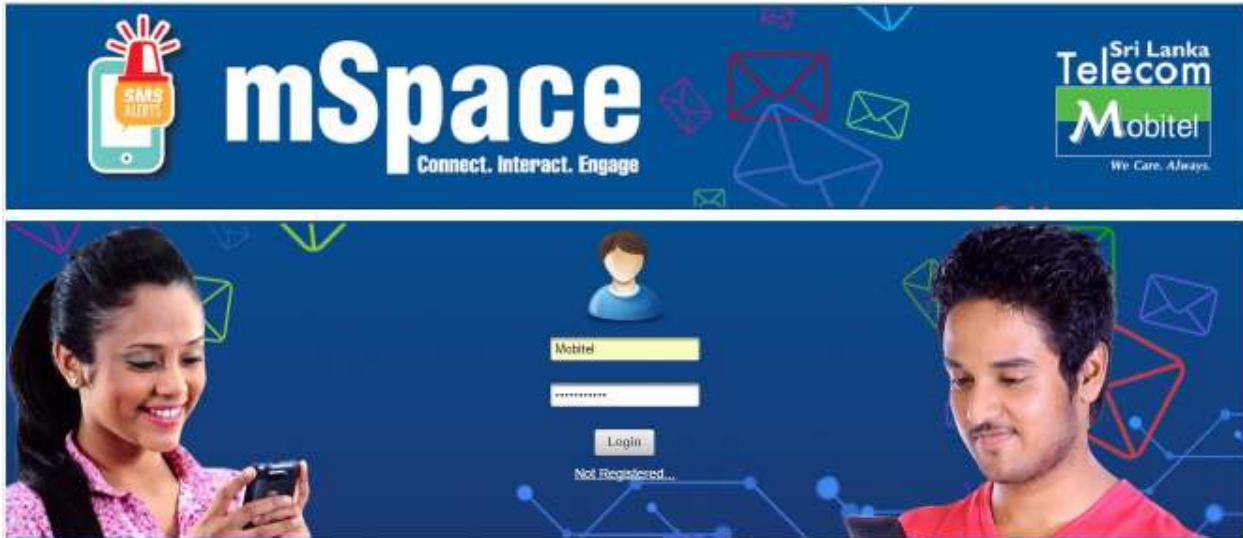 SMS
ALERTS
mSpace
Connect. Interact. Engage
Sri Lanka
Telecom
Mobitel
We Care. Always.
Mobitel
•••••••••••
Login
Not Registered...